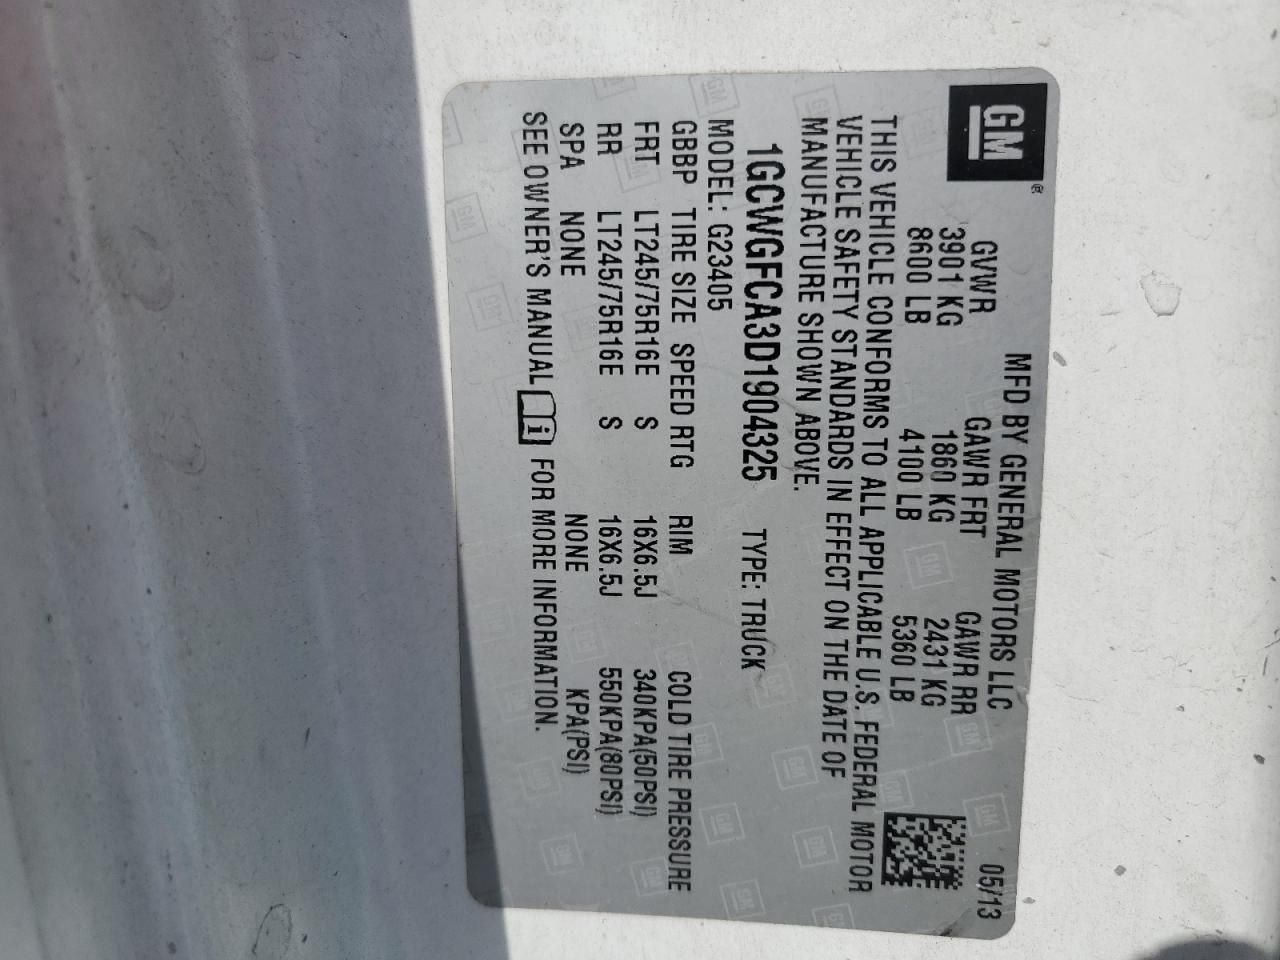 GM®
MFD BY GENERAL MOTORS LLC 05/13
GVWR GAWR FRT GAWR RR
3901 KG 1860 KG 2431 KG
8600 LB 4100 LB 5360 LB
THIS VEHICLE CONFORMS TO ALL APPLICABLE U.S. FEDERAL MOTOR
VEHICLE SAFETY STANDARDS IN EFFECT ON THE DATE OF
MANUFACTURE SHOWN ABOVE.
1GCWGFCA3D1904325 TYPE: TRUCK
MODEL: G23405
GBBP TIRE SIZE SPEED RTG RIM COLD TIRE PRESSURE
FRT LT245/75R16E S 16X6.5J 340KPA(50PSI)
RR LT245/75R16E S 16X6.5J 550KPA(80PSI)
SPA NONE NONE KPA(PSI)
SEE OWNER'S MANUAL i FOR MORE INFORMATION.